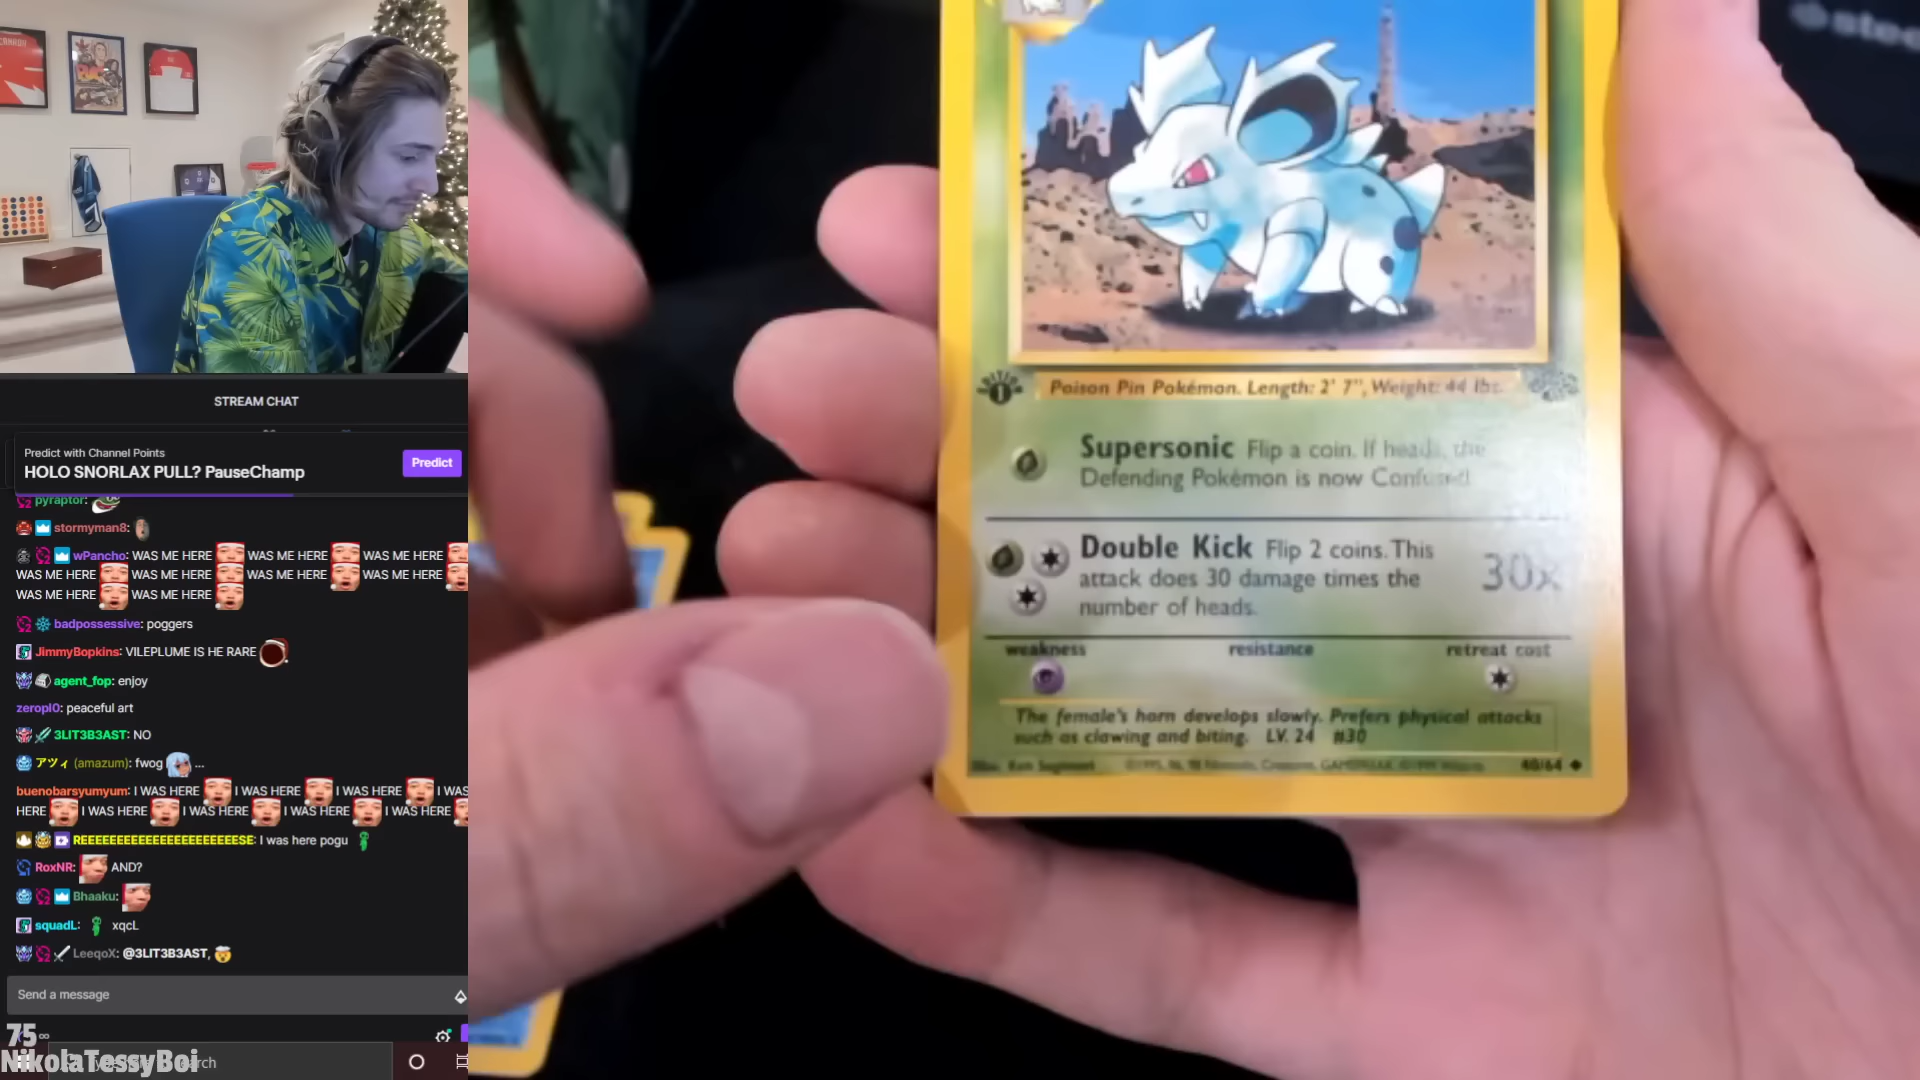 CANADA
stee
EDITION
1
Poison Pin Pokémon. Length: 2' 7", Weight: 44 lbs.
Supersonic Flip a coin. If heads, the
Defending Pokémon is now Confused.
Double Kick Flip 2 coins. This
attack does 30 damage times the
number of heads.
30x
weakness resistance retreat cost
The female's horn develops slowly. Prefers physical attacks
such as clawing and biting. LV. 24 #30
40/64
STREAM CHAT
Predict with Channel Points
HOLO SNORLAX PULL? PauseChamp
Predict
pyraptor:
stormyman8:
wPancho: WAS ME HERE WAS ME HERE WAS ME HERE
WAS ME HERE WAS ME HERE WAS ME HERE WAS ME HERE
WAS ME HERE WAS ME HERE
badpossessive: poggers
JimmyBopkins: VILEPLUME IS HE RARE
agent_fop: enjoy
zeropl0: peaceful art
3LIT3B3AST: NO
アツィ (amazum): fwog ...
buenobarsyumyum: I WAS HERE I WAS HERE I WAS HERE I WAS
HERE I WAS HERE I WAS HERE I WAS HERE I WAS HERE
REEEEEEEEEEEEEEEEEEEEEESE: I was here pogu
RoxNR: AND?
Bhaaku:
squadL: xqcL
LeeqoX: @3LIT3B3AST,
Send a message
75
NikolaTessyBoi